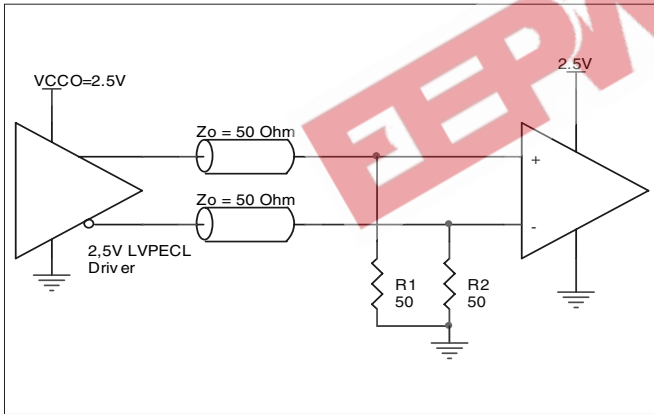 EEPW
VCCO=2.5V
2.5V
Zo = 50 Ohm
+
Zo = 50 Ohm
-
2,5V LVPECL
Driver
R1
50
R2
50